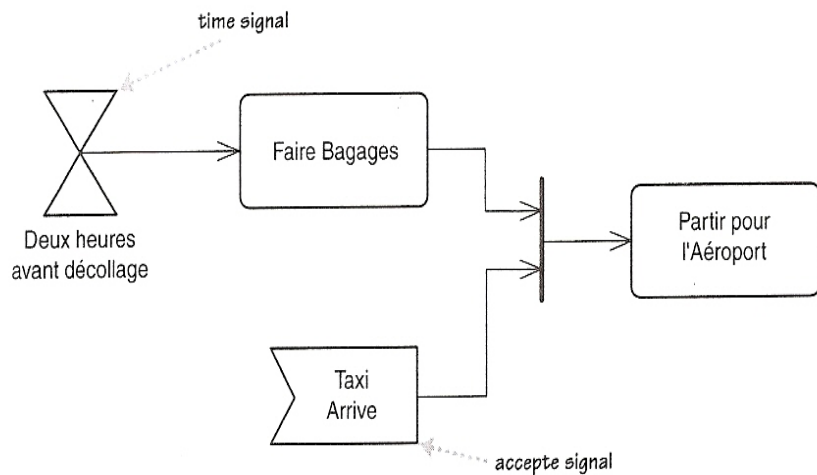 time signal
Faire Bagages
Deux heures
avant décollage
Partir pour
l'Aéroport
Taxi
Arrive
accepte signal